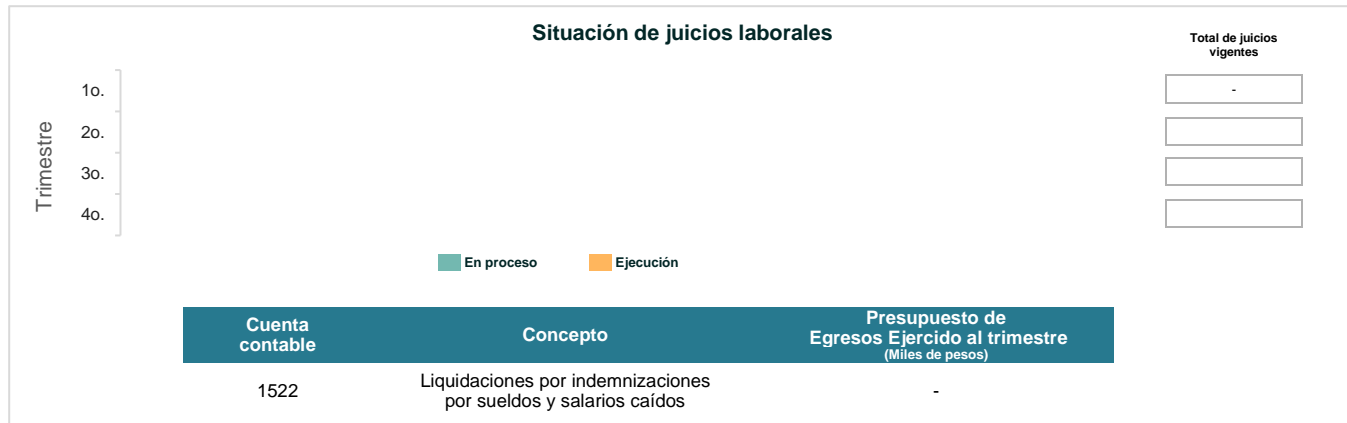 Situación de juicios laborales
Total de juicios
vigentes
Trimestre
1o.
-
2o.
3o.
4o.
En proceso
Ejecución
Cuenta
contable
Concepto
Presupuesto de
Egresos Ejercido al trimestre
(Miles de pesos)
1522
Liquidaciones por indemnizaciones
por sueldos y salarios caídos
-